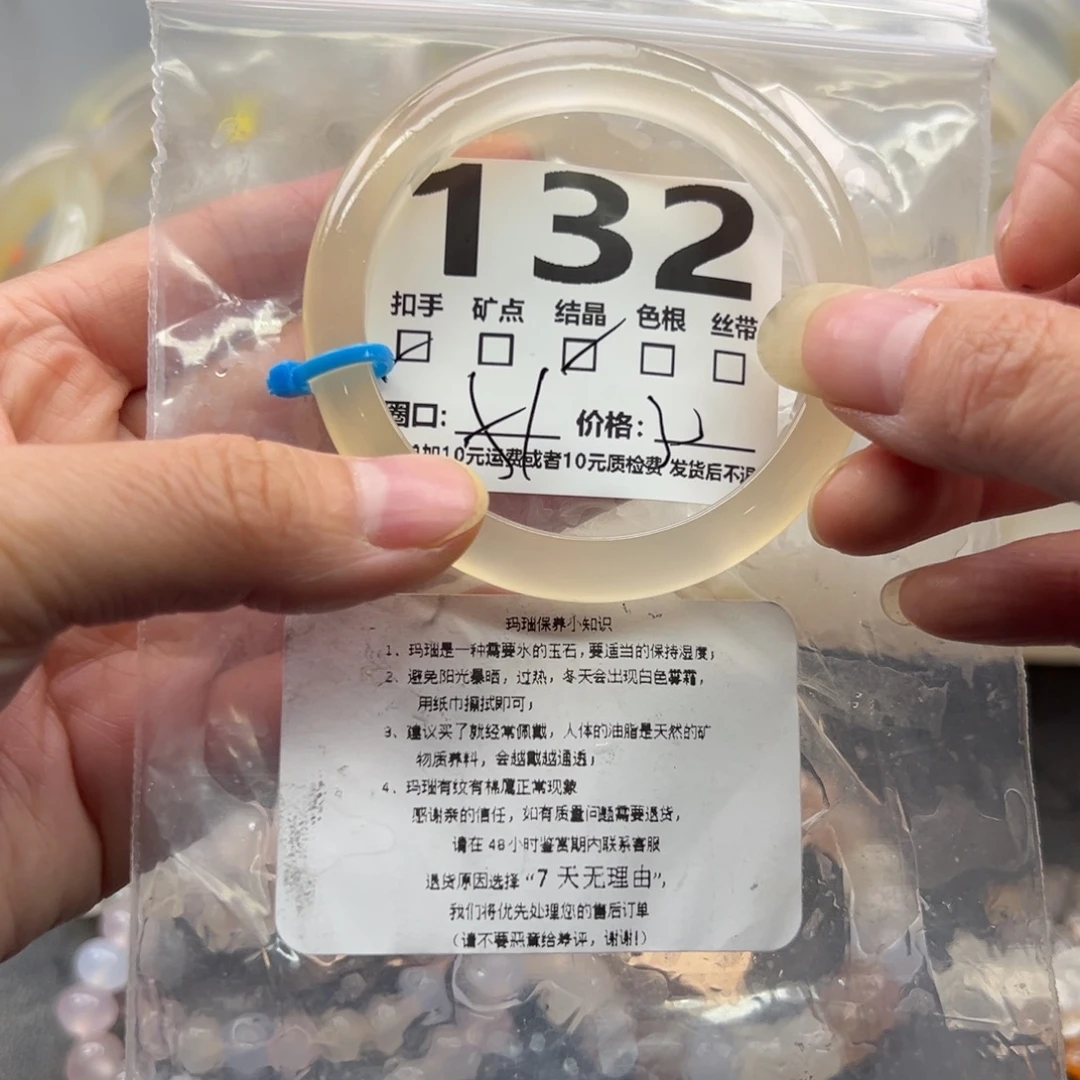 132
扣手 矿点 结晶 色根 丝带
圈口: 价格:
加10元运费或者10元质检费 发货后不退
玛瑙保养小知识
1、玛瑙是一种需要水的玉石,要适当的保持湿度;
2、避免阳光暴晒,过热,冬天会出现白色雾霜,
用纸巾擦拭即可;
3、建议买了就经常佩戴,人体的油脂是天然的矿
物质养料,会越戴越通透;
4、玛瑙有纹有棉属正常现象
感谢亲的信任,如有质量问题需要退货,
请在48小时鉴赏期内联系客服
退货原因选择“7天无理由”,
我们将优先处理您的售后订单
(请不要恶意给差评,谢谢!)